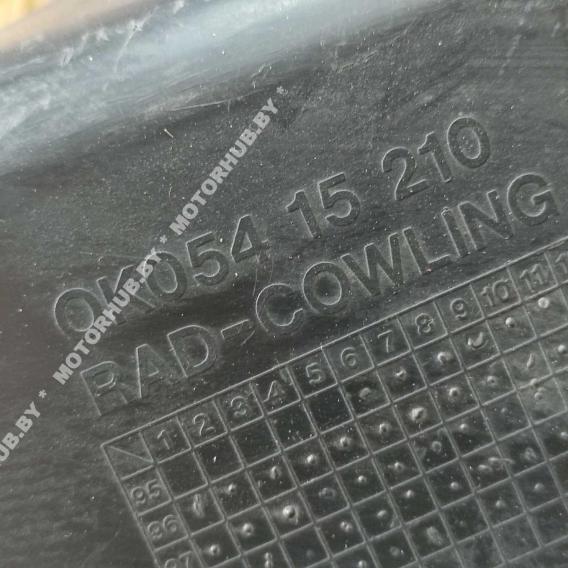 0K054 15 210
RAD-COWLING
1 2 3 4 5 6 7 8 9 10 11
95
96
97
* MOTORHUB.BY * MOTORHUB.BY * MOTORHUB.BY *